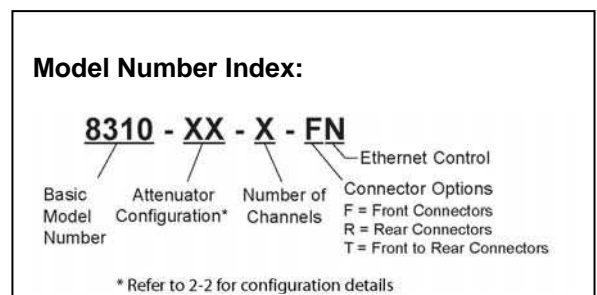 Model Number Index:
8310 - XX - X - FN
Ethernet Control
Basic Model Number
Attenuator Configuration*
Number of Channels
Connector Options
F = Front Connectors
R = Rear Connectors
T = Front to Rear Connectors
* Refer to 2-2 for configuration details